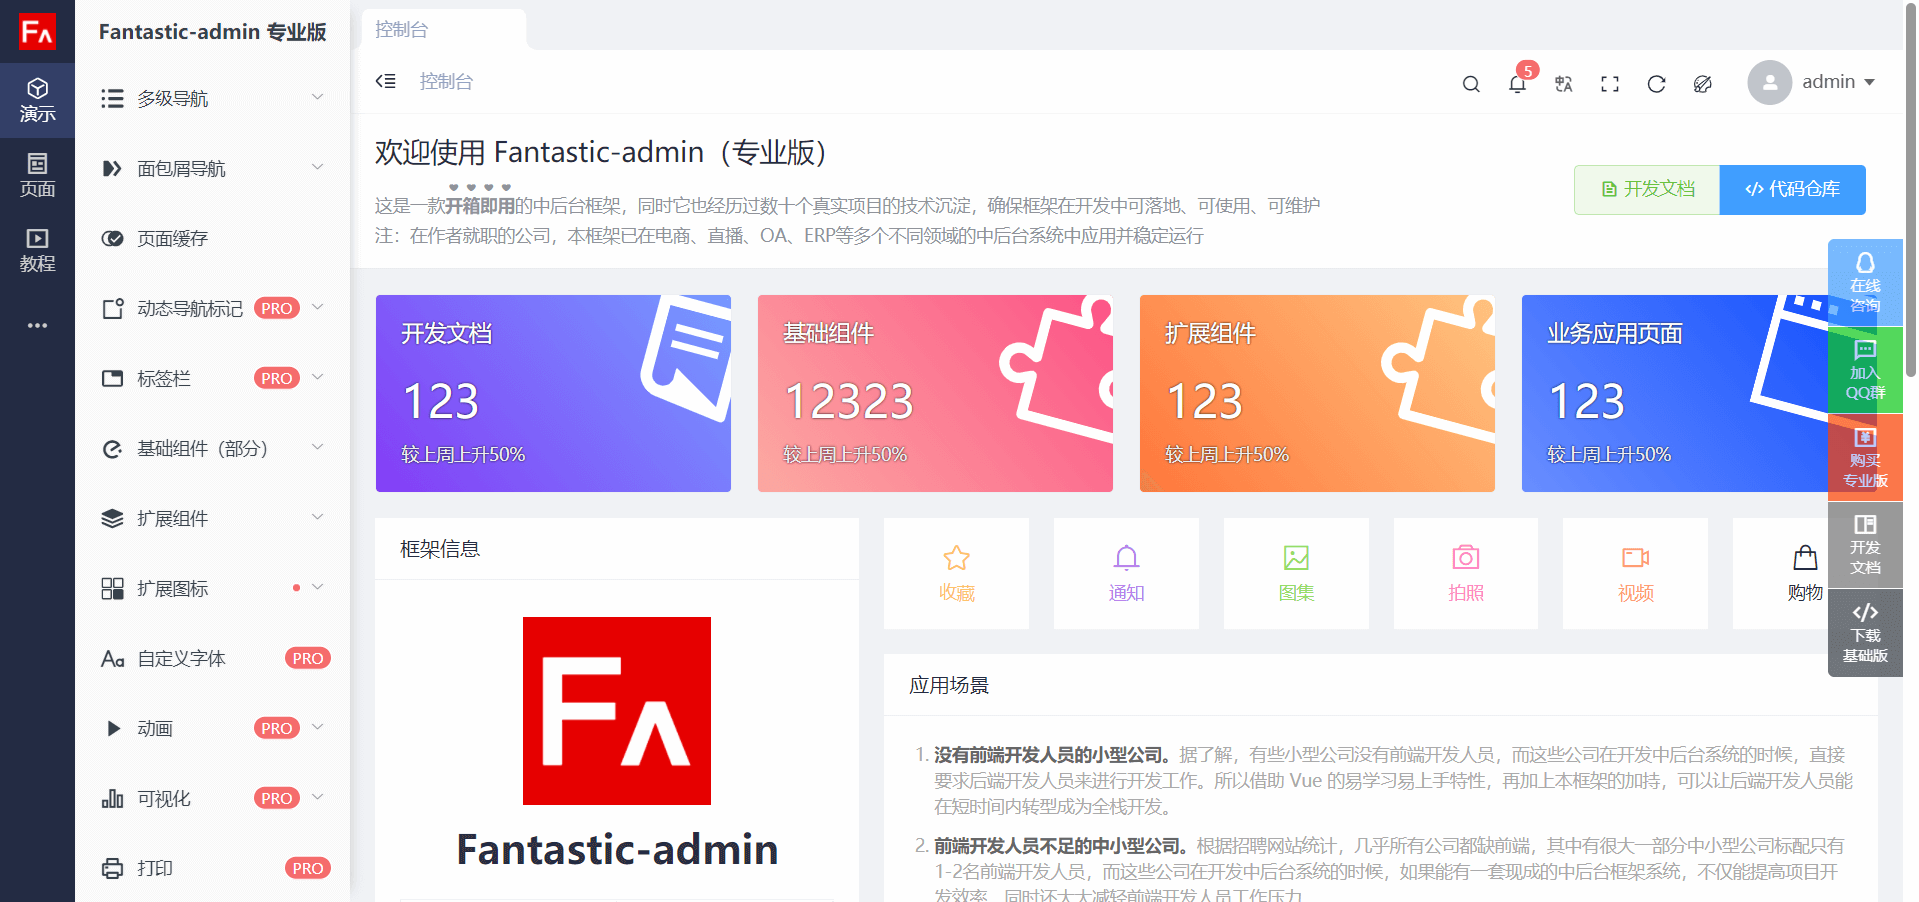 FA
演示
页面
教程
Fantastic-admin 专业版
多级导航
面包屑导航
页面缓存
动态导航标记 PRO
标签栏 PRO
基础组件（部分）
扩展组件
扩展图标
自定义字体 PRO
动画 PRO
可视化 PRO
打印 PRO
控制台
控制台
5
admin
欢迎使用 Fantastic-admin（专业版）
这是一款开箱即用的中后台框架，同时它也经历过数十个真实项目的技术沉淀，确保框架在开发中可落地、可使用、可维护
注：在作者就职的公司，本框架已在电商、直播、OA、ERP等多个不同领域的中后台系统中应用并稳定运行
开发文档
代码仓库
开发文档
123
较上周上升50%
基础组件
12323
较上周上升50%
扩展组件
123
较上周上升50%
业务应用页面
123
较上周上升50%
在线
咨询
加入
QQ群
购买
专业版
开发
文档
下载
基础版
框架信息
FA
Fantastic-admin
收藏
通知
图集
拍照
视频
购物
应用场景
1. 没有前端开发人员的小型公司。据了解，有些小型公司没有前端开发人员，而这些公司在开发中后台系统的时候，直接
要求后端开发人员来进行开发工作。所以借助 Vue 的易学习易上手特性，再加上本框架的加持，可以让后端开发人员能
在短时间内转型成为全栈开发。
2. 前端开发人员不足的中小型公司。根据招聘网站统计，几乎所有公司都缺前端，其中有很大一部分中小型公司标配只有
1-2名前端开发人员，而这些公司在开发中后台系统的时候，如果能有一套现成的中后台框架系统，不仅能提高项目开
发效率，同时还大大减轻前端开发人员工作压力